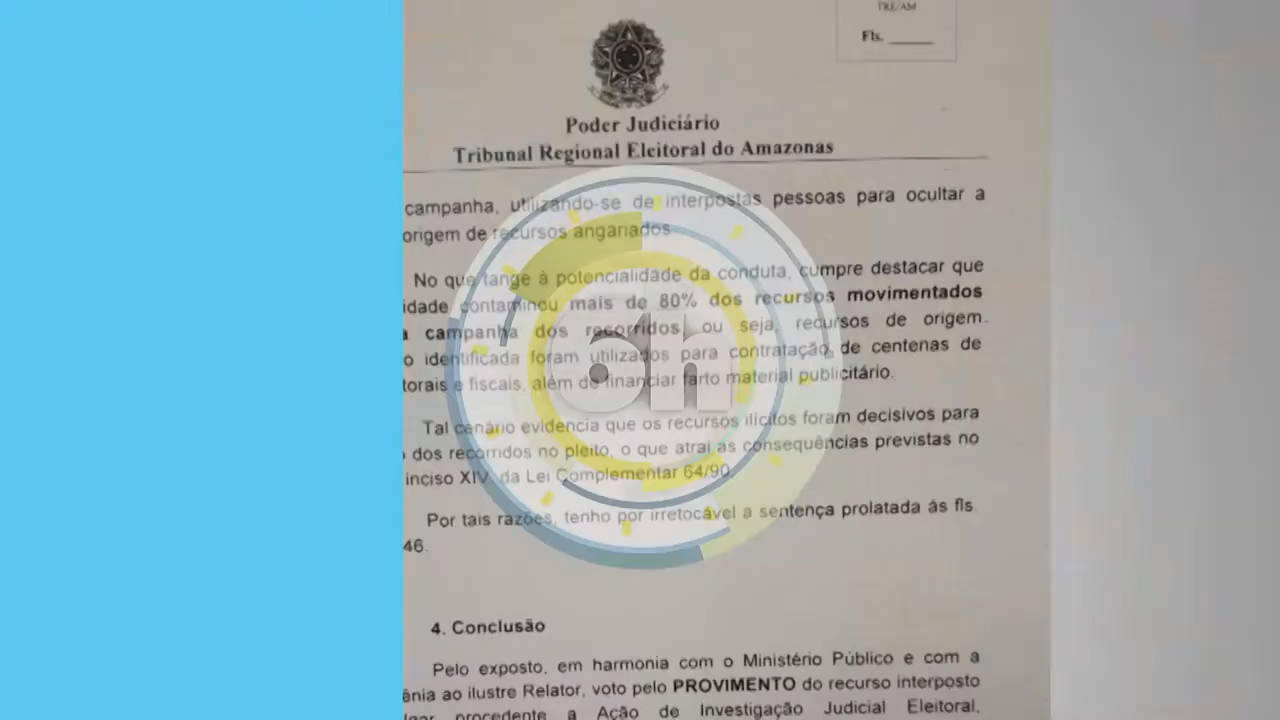 TRE/AM
Fls.
Poder Judiciário
Tribunal Regional Eleitoral do Amazonas
campanha, utilizando-se de interpostas pessoas para ocultar a
origem de recursos angariados
No que tange à potencialidade da conduta, cumpre destacar que
idade contaminou mais de 80% dos recursos movimentados
a campanha dos recorridos, ou seja, recursos de origem
o identificada foram utilizados para contratação de centenas de
torais e fiscais, além de financiar farto material publicitário.
Tal cenário evidencia que os recursos ilícitos foram decisivos para
dos recorridos no pleito, o que atrai as consequências previstas no
inciso XIV, da Lei Complementar 64/90.
Por tais razões, tenho por irretocável a sentença prolatada às fls.
46.
6h
4. Conclusão
Pelo exposto, em harmonia com o Ministério Público e com a
ênia ao ilustre Relator, voto pelo PROVIMENTO do recurso interposto
procedente a Ação de Investigação Judicial Eleitoral,